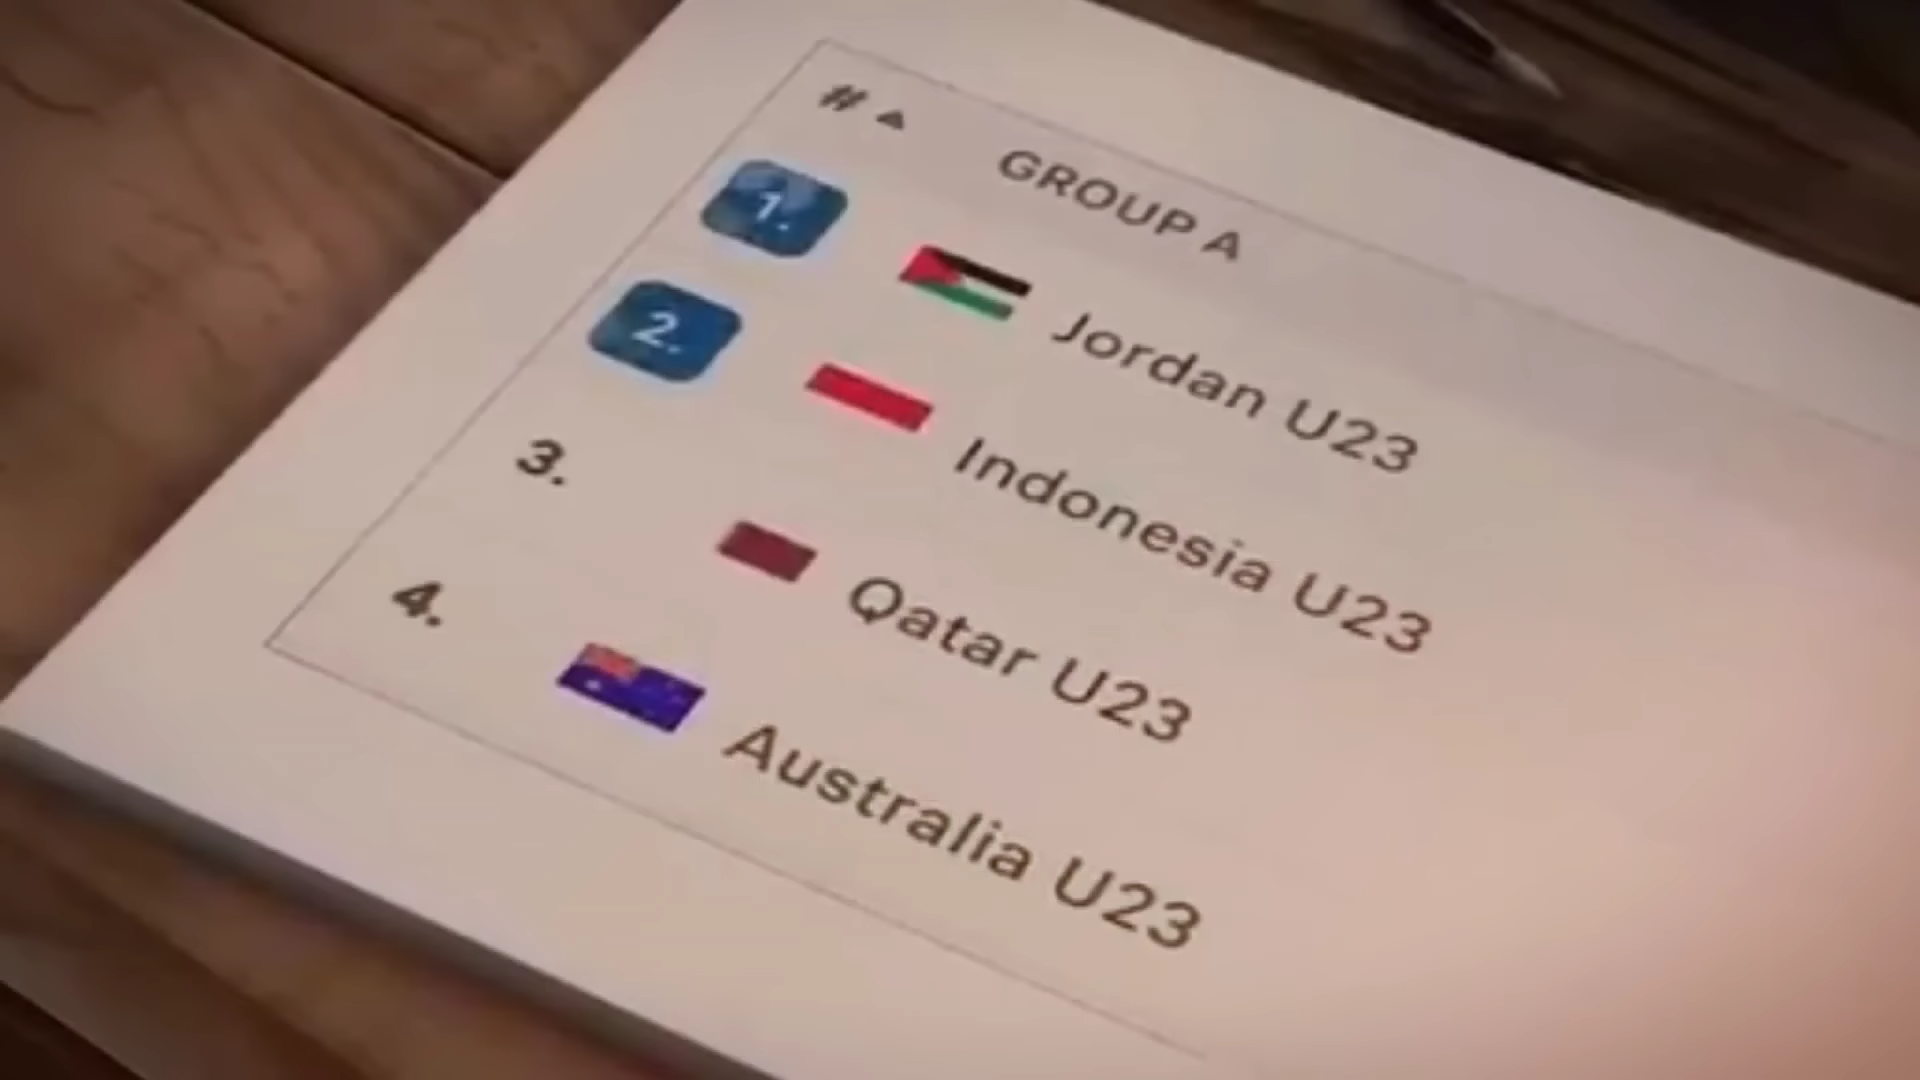 # ▲ GROUP A
1. Jordan U23
2. Indonesia U23
3. Qatar U23
4. Australia U23